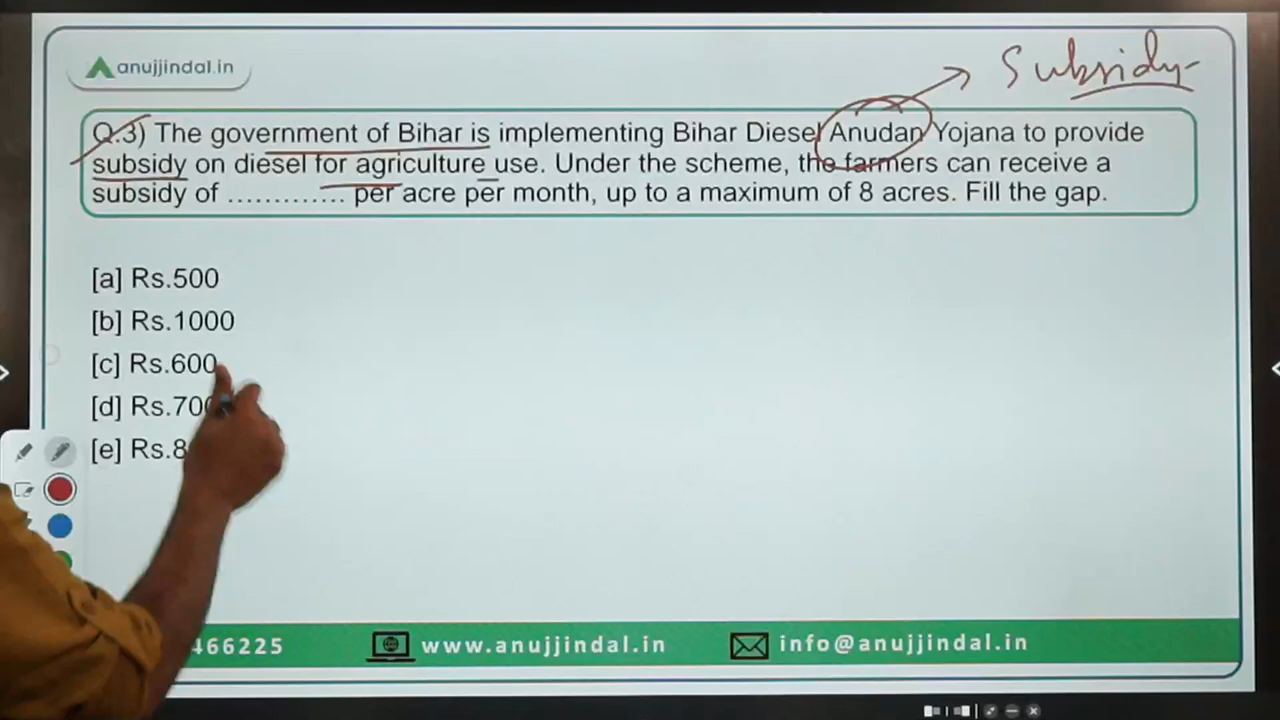 anujjindal.in
Subsidy
Q.3) The government of Bihar is implementing Bihar Diesel Anudan Yojana to provide
subsidy on diesel for agriculture use. Under the scheme, the farmers can receive a
subsidy of ............. per acre per month, up to a maximum of 8 acres. Fill the gap.
[a] Rs.500
[b] Rs.1000
[c] Rs.600
[d] Rs.70
[e] Rs.8
466225
www.anujjindal.in
info@anujjindal.in